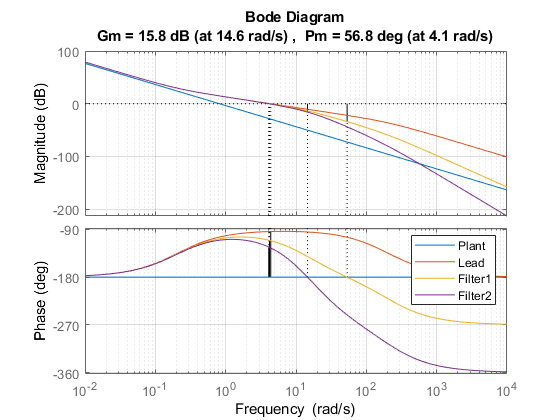 Bode Diagram
Gm = 15.8 dB (at 14.6 rad/s) , Pm = 56.8 deg (at 4.1 rad/s)
Magnitude (dB)
100
0
-100
-200
Phase (deg)
-90
-180
-270
-360
Plant
Lead
Filter1
Filter2
10^-2
10^-1
10^0
10^1
10^2
10^3
10^4
Frequency (rad/s)